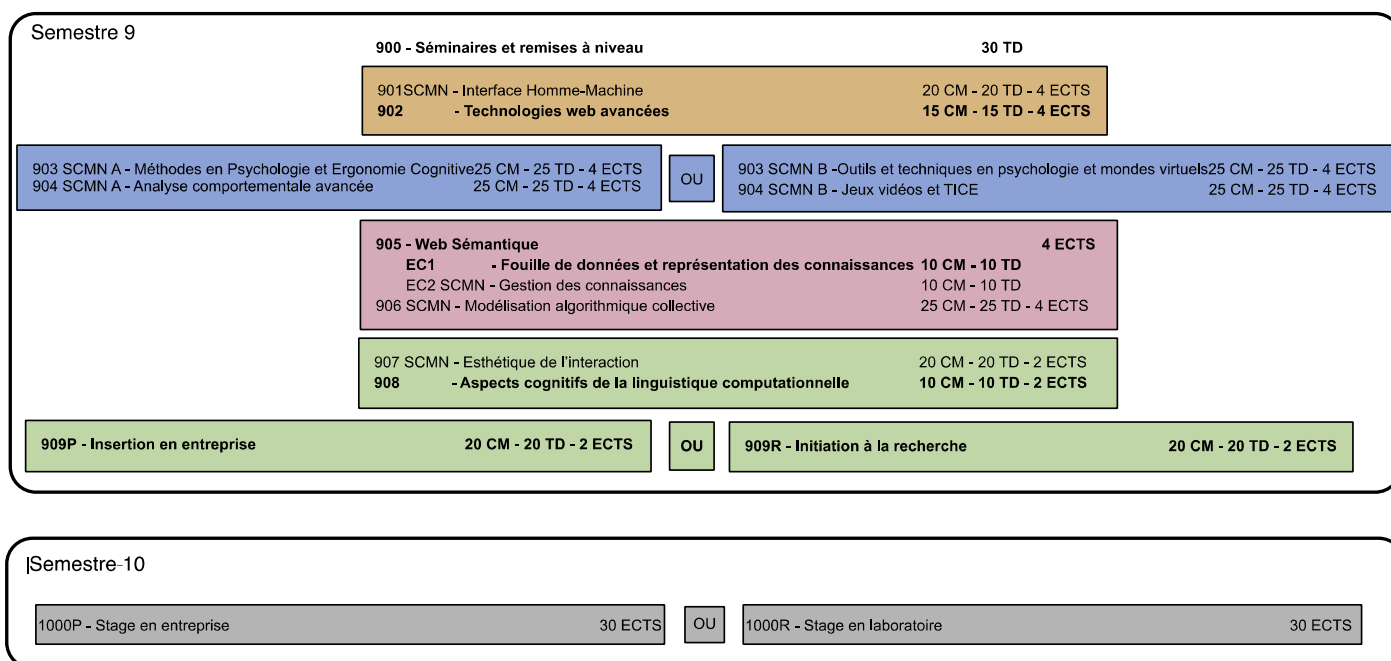 Semestre 9
900 - Séminaires et remises à niveau 30 TD
901SCMN - Interface Homme-Machine 20 CM - 20 TD - 4 ECTS
902 - Technologies web avancées 15 CM - 15 TD - 4 ECTS
903 SCMN A - Méthodes en Psychologie et Ergonomie Cognitive25 CM - 25 TD - 4 ECTS
904 SCMN A - Analyse comportementale avancée 25 CM - 25 TD - 4 ECTS
OU
903 SCMN B -Outils et techniques en psychologie et mondes virtuels25 CM - 25 TD - 4 ECTS
904 SCMN B - Jeux vidéos et TICE 25 CM - 25 TD - 4 ECTS
905 - Web Sémantique 4 ECTS
EC1 - Fouille de données et représentation des connaissances 10 CM - 10 TD
EC2 SCMN - Gestion des connaissances 10 CM - 10 TD
906 SCMN - Modélisation algorithmique collective 25 CM - 25 TD - 4 ECTS
907 SCMN - Esthétique de l'interaction 20 CM - 20 TD - 2 ECTS
908 - Aspects cognitifs de la linguistique computationnelle 10 CM - 10 TD - 2 ECTS
909P - Insertion en entreprise 20 CM - 20 TD - 2 ECTS
OU
909R - Initiation à la recherche 20 CM - 20 TD - 2 ECTS
Semestre-10
1000P - Stage en entreprise 30 ECTS
OU
1000R - Stage en laboratoire 30 ECTS